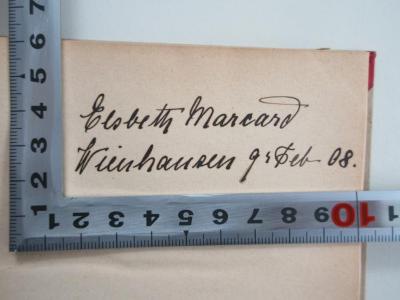 Elsbeth Marcard
Wienhausen 9. Feb. 08.
7 6 5 4 3 2 1
1 2 3 4 5 6 7 8 9 10 11